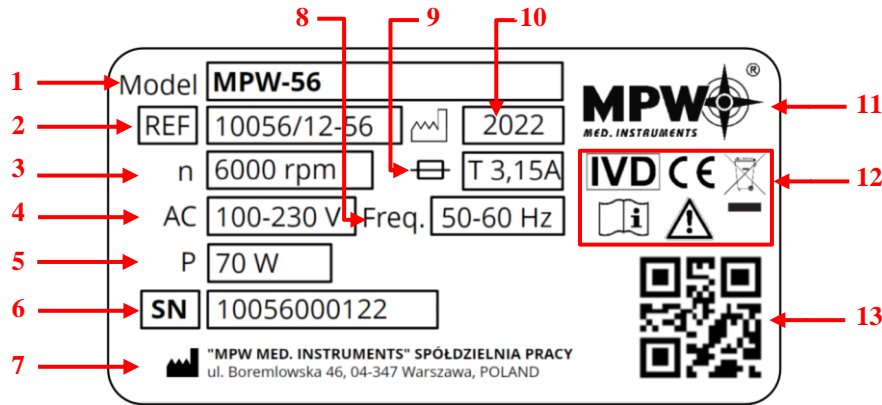 8 9 10
1 Model MPW-56
®
MPW
MED. INSTRUMENTS
11
2 REF 10056/12-56 2022
3 n 6000 rpm T 3,15A
IVD CE 12
i
4 AC 100-230 V Freq. 50-60 Hz
5 P 70 W
6 SN 10056000122
13
7 "MPW MED. INSTRUMENTS" SPÓŁDZIELNIA PRACY
ul. Boremlowska 46, 04-347 Warszawa, POLAND